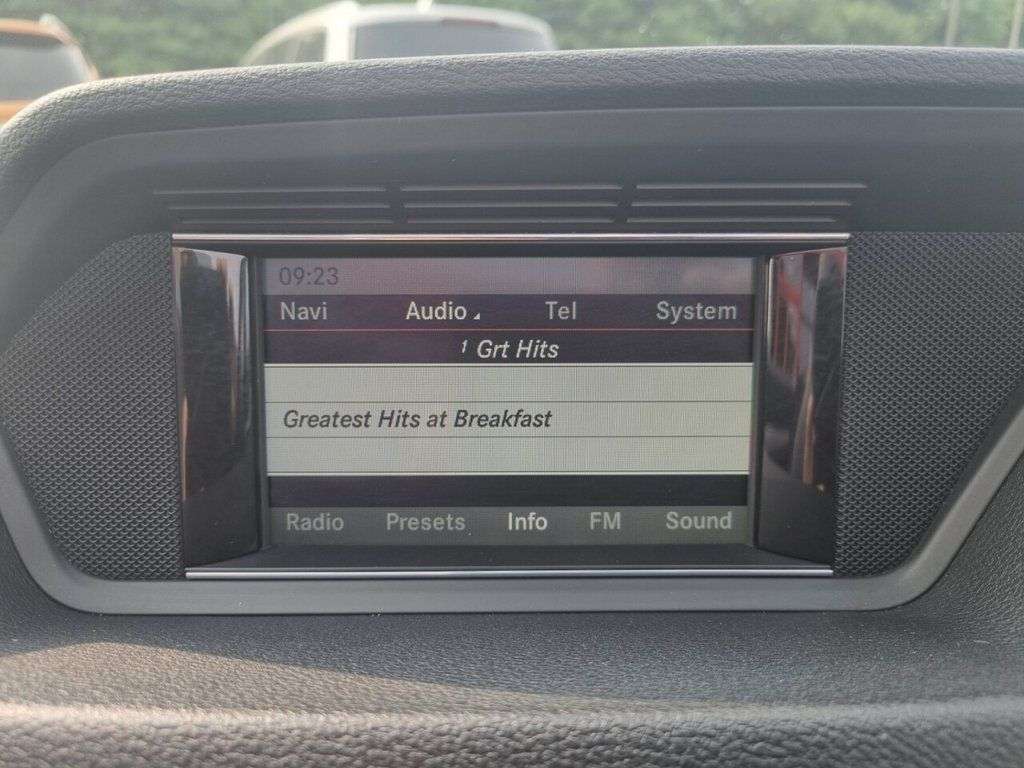 09:23
Navi Audio Tel System
1 Grt Hits
Greatest Hits at Breakfast
Radio Presets Info FM Sound